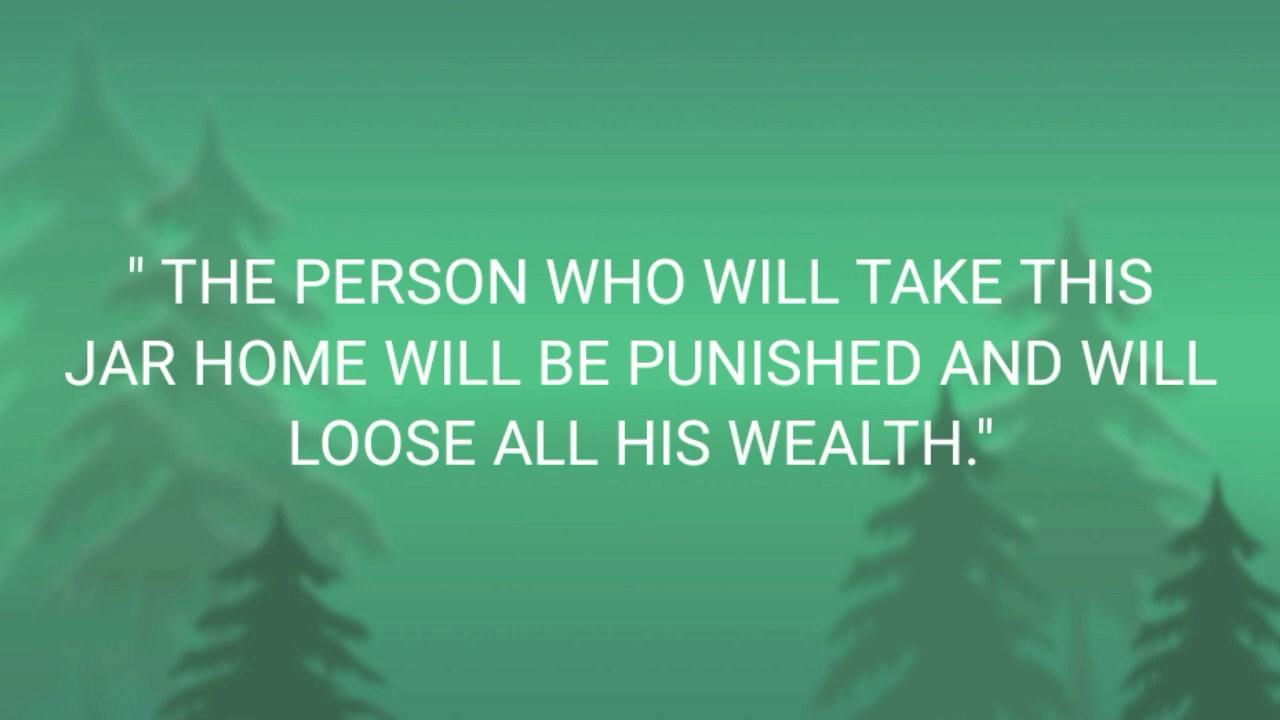 " THE PERSON WHO WILL TAKE THIS
JAR HOME WILL BE PUNISHED AND WILL
LOOSE ALL HIS WEALTH."